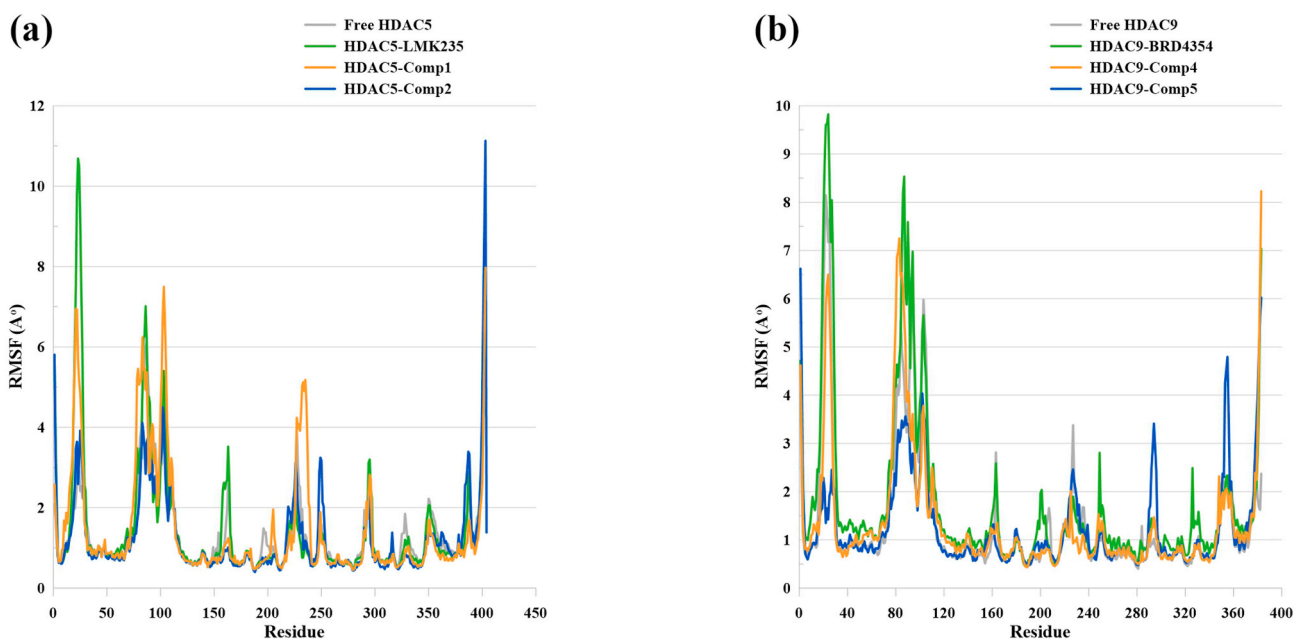 (a)
Free HDAC5
HDAC5-LMK235
HDAC5-Comp1
HDAC5-Comp2
RMSF (A°)
12
10
8
6
4
2
0
0 50 100 150 200 250 300 350 400 450
Residue
(b)
Free HDAC9
HDAC9-BRD4354
HDAC9-Comp4
HDAC9-Comp5
RMSF (A°)
10
9
8
7
6
5
4
3
2
1
0
0 40 80 120 160 200 240 280 320 360 400
Residue